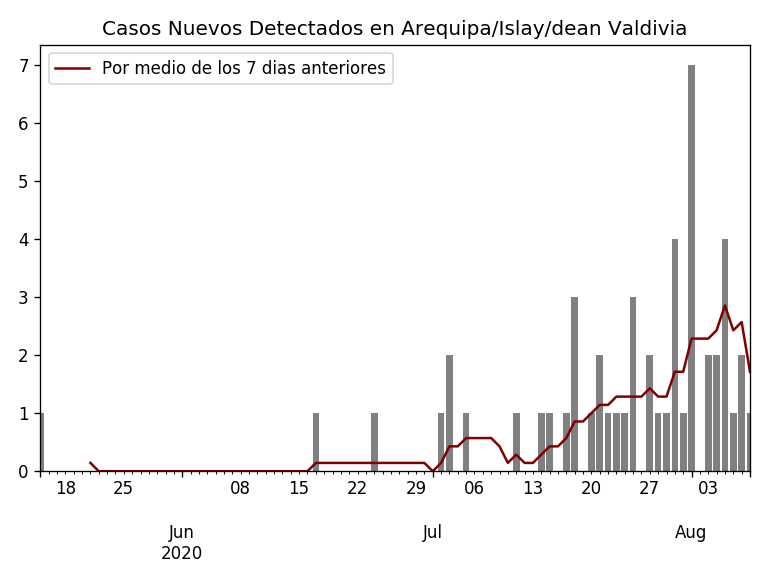 Casos Nuevos Detectados en Arequipa/Islay/dean Valdivia
Por medio de los 7 dias anteriores
7
6
5
4
3
2
1
0
18 25 08 15 22 29 06 13 20 27 03
Jun Jul Aug
2020